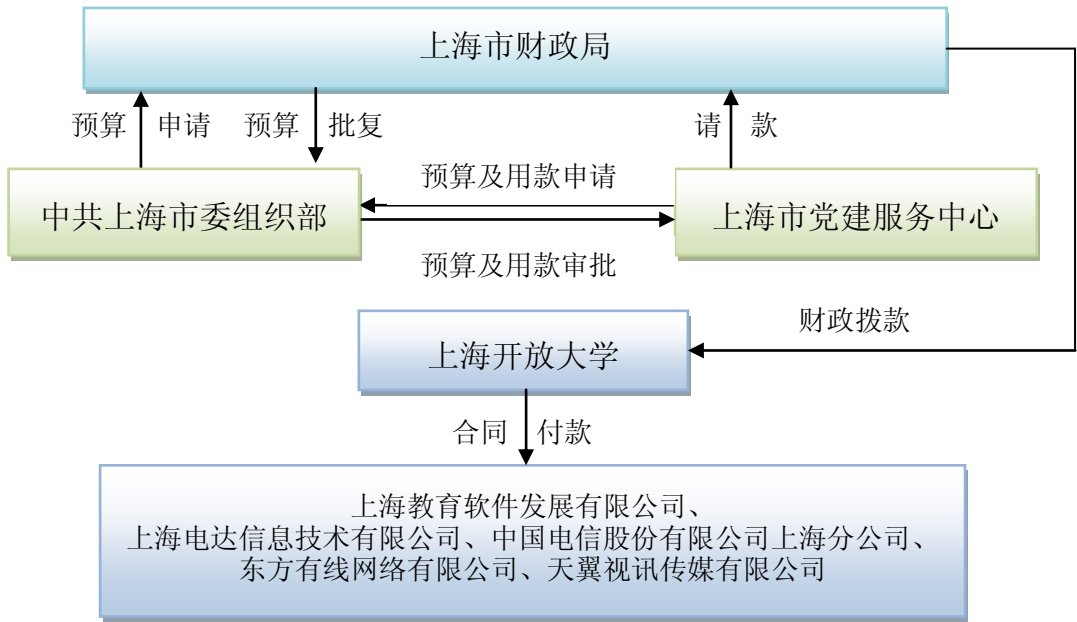 上海市财政局
预算 申请 预算 批复 请 款
预算及用款申请
中共上海市委组织部 上海市党建服务中心
预算及用款审批
财政拨款
上海开放大学
合同 付款
上海教育软件发展有限公司、
上海电达信息技术有限公司、中国电信股份有限公司上海分公司、
东方有线网络有限公司、天翼视讯传媒有限公司